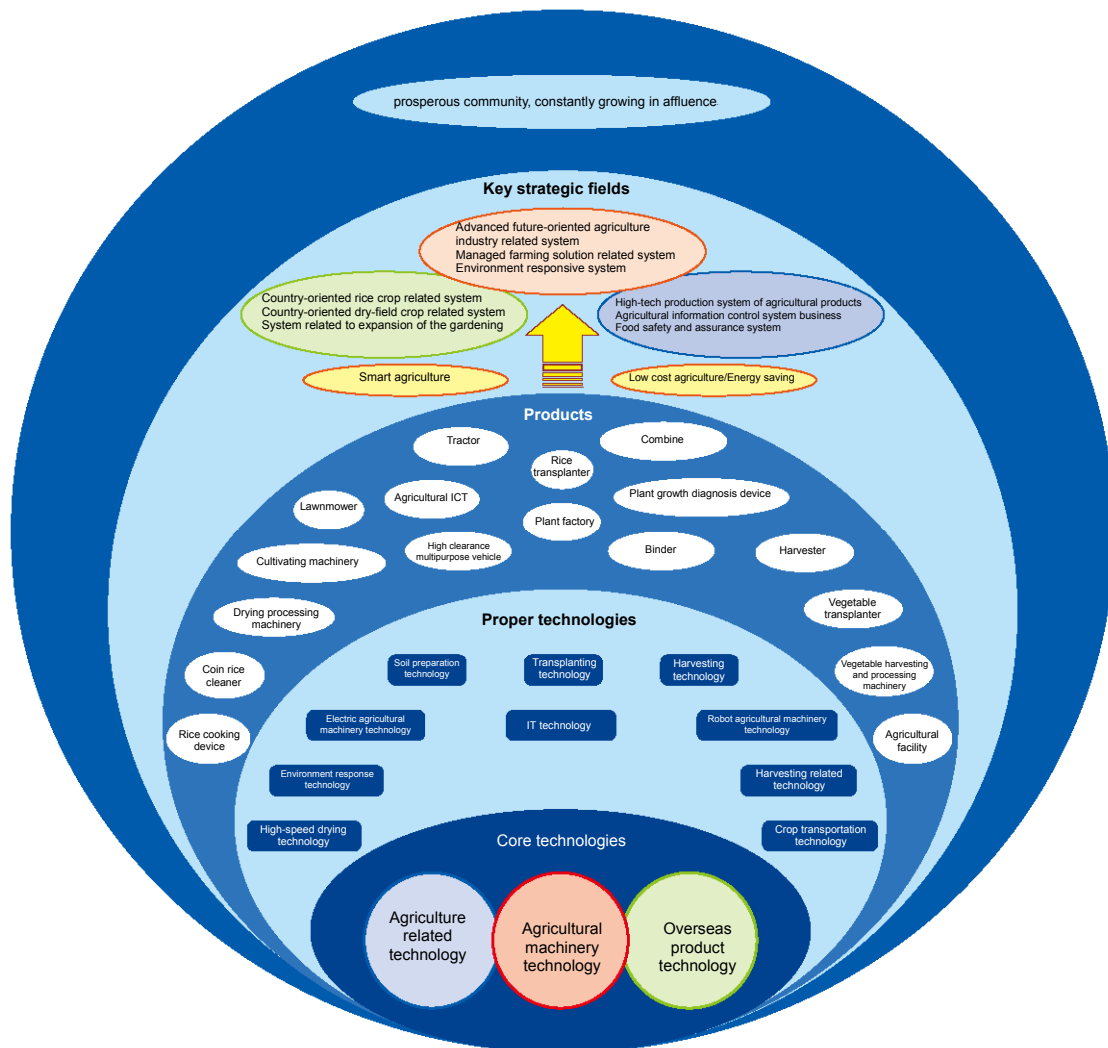 prosperous community, constantly growing in affluence
Key strategic fields
Advanced future-oriented agriculture
industry related system
Managed farming solution related system
Environment responsive system
Country-oriented rice crop related system
Country-oriented dry-field crop related system
System related to expansion of the gardening
High-tech production system of agricultural products
Agricultural information control system business
Food safety and assurance system
Smart agriculture
Low cost agriculture/Energy saving
Products
Tractor
Combine
Rice
transplanter
Agricultural ICT
Plant growth diagnosis device
Lawnmower
Plant factory
High clearance
multipurpose vehicle
Binder
Harvester
Cultivating machinery
Drying processing
machinery
Vegetable
transplanter
Coin rice
cleaner
Vegetable harvesting
and processing
machinery
Rice cooking
device
Agricultural
facility
Proper technologies
Soil preparation
technology
Transplanting
technology
Harvesting
technology
Electric agricultural
machinery technology
IT technology
Robot agricultural machinery
technology
Environment response
technology
Harvesting related
technology
High-speed drying
technology
Crop transportation
technology
Core technologies
Agriculture
related
technology
Agricultural
machinery
technology
Overseas
product
technology